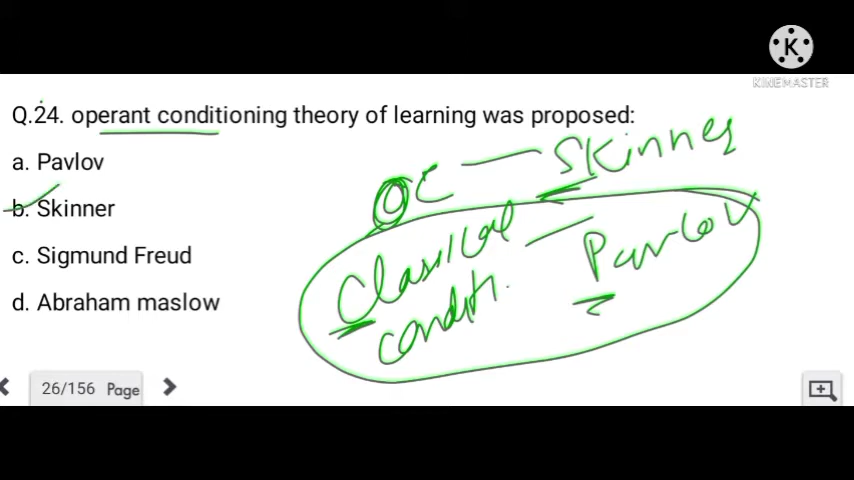 K
KINEMASTER
Q.24. operant conditioning theory of learning was proposed:
a. Pavlov
b. Skinner
c. Sigmund Freud
d. Abraham maslow
OC — Skinner
Classical — Pavlov
conditi.
26/156 Page